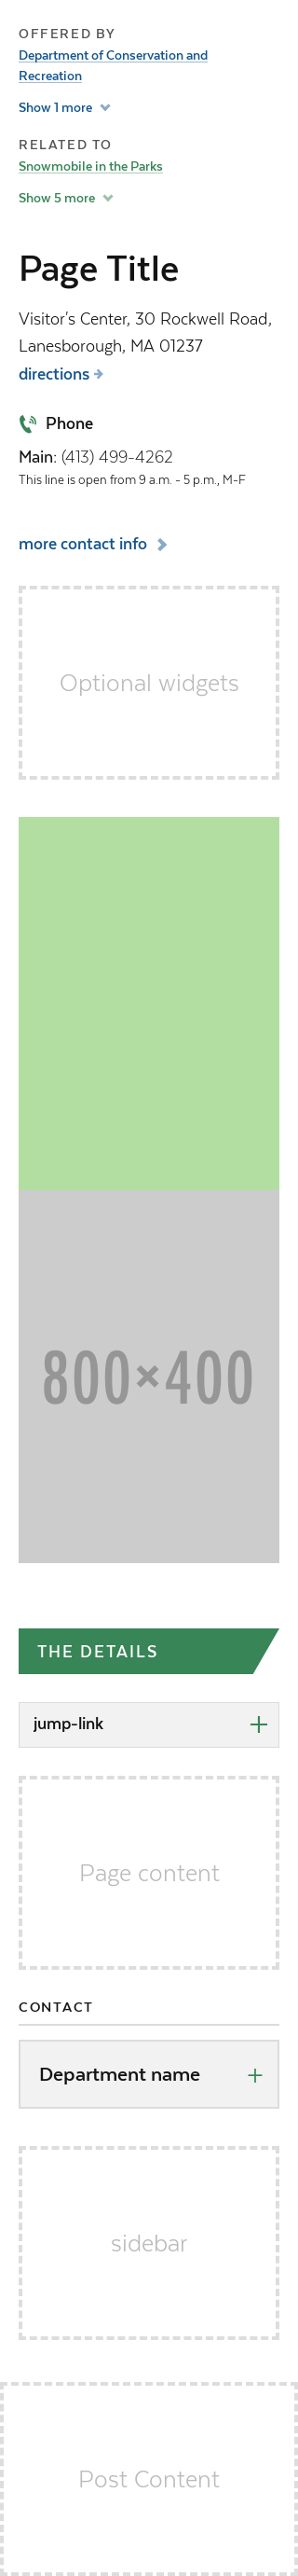 OFFERED BY
Department of Conservation and
Recreation
Show 1 more
RELATED TO
Snowmobile in the Parks
Show 5 more
Page Title
Visitor's Center, 30 Rockwell Road,
Lanesborough, MA 01237
directions
Phone
Main: (413) 499-4262
This line is open from 9 a.m. - 5 p.m., M-F
more contact info
Optional widgets
800×400
THE DETAILS
jump-link
Page content
CONTACT
Department name
sidebar
Post Content